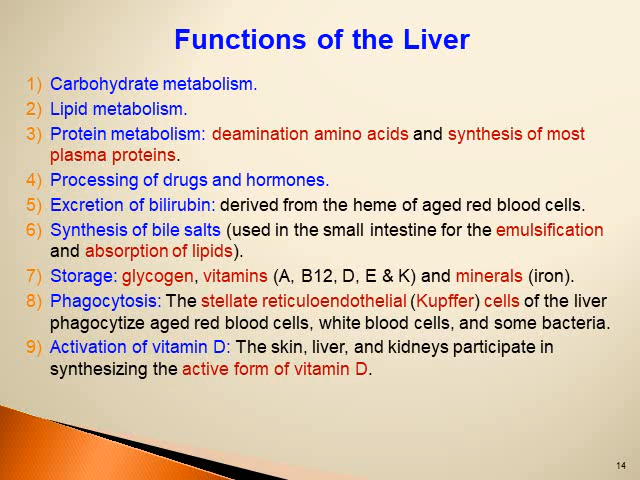 Functions of the Liver
1) Carbohydrate metabolism.
2) Lipid metabolism.
3) Protein metabolism: deamination amino acids and synthesis of most
plasma proteins.
4) Processing of drugs and hormones.
5) Excretion of bilirubin: derived from the heme of aged red blood cells.
6) Synthesis of bile salts (used in the small intestine for the emulsification
and absorption of lipids).
7) Storage: glycogen, vitamins (A, B12, D, E & K) and minerals (iron).
8) Phagocytosis: The stellate reticuloendothelial (Kupffer) cells of the liver
phagocytize aged red blood cells, white blood cells, and some bacteria.
9) Activation of vitamin D: The skin, liver, and kidneys participate in
synthesizing the active form of vitamin D.
14